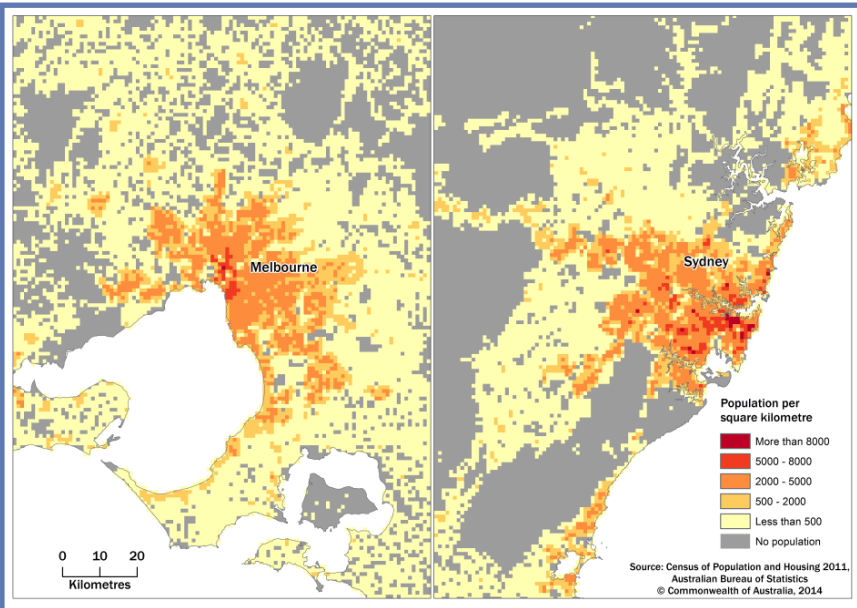 Melbourne
Sydney
Population per
square kilometre
More than 8000
5000 - 8000
2000 - 5000
500 - 2000
Less than 500
No population
0 10 20
Kilometres
Source: Census of Population and Housing 2011,
Australian Bureau of Statistics
© Commonwealth of Australia, 2014